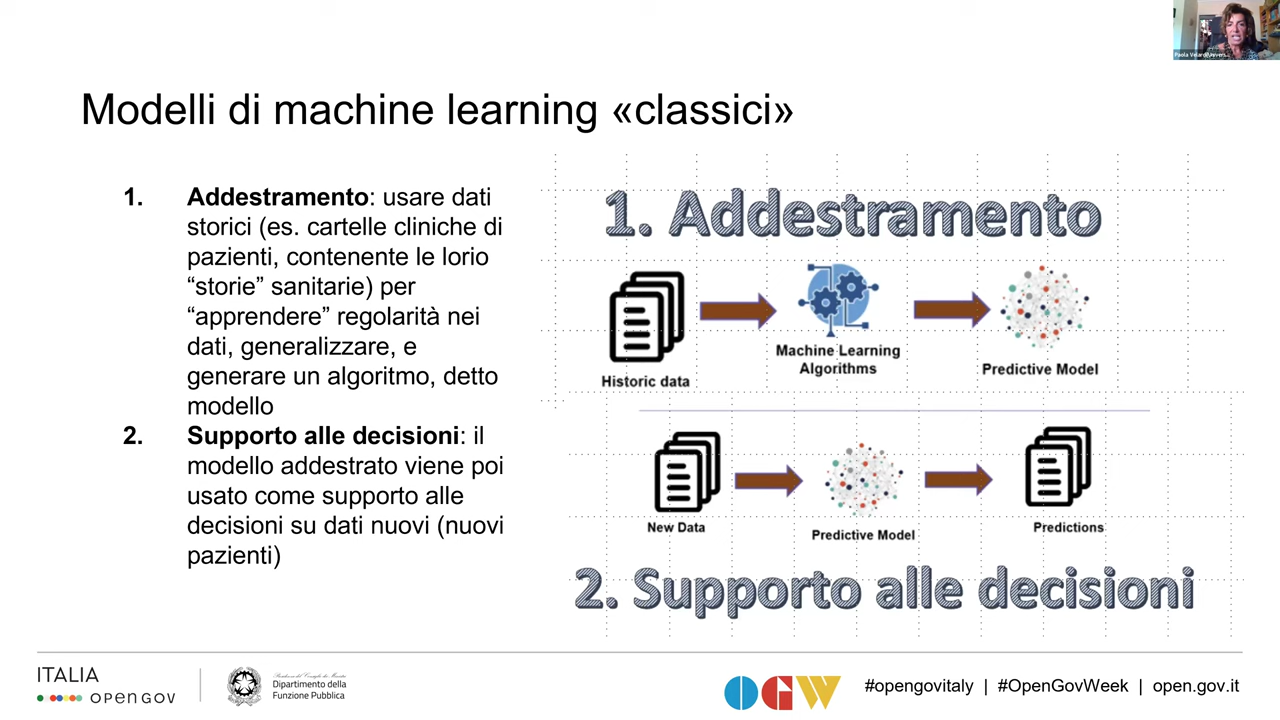 Modelli di machine learning «classici»
1. Addestramento: usare dati
storici (es. cartelle cliniche di
pazienti, contenente le lorio
“storie” sanitarie) per
“apprendere” regolarità nei
dati, generalizzare, e
generare un algoritmo, detto
modello
2. Supporto alle decisioni: il
modello addestrato viene poi
usato come supporto alle
decisioni su dati nuovi (nuovi
pazienti)
1. Addestramento
Historic data
Machine Learning
Algorithms
Predictive Model
New Data
Predictive Model
Predictions
2. Supporto alle decisioni
ITALIA
open gov
Dipartimento della
Funzione Pubblica
OGW
#opengovitaly | #OpenGovWeek | open.gov.it